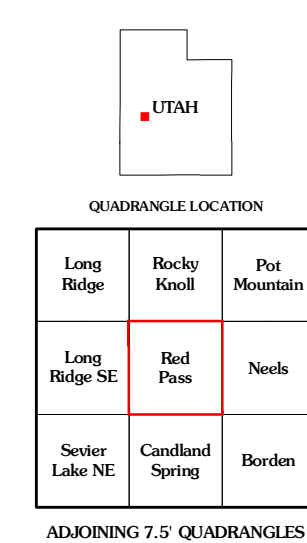 UTAH
QUADRANGLE LOCATION
Long Rocky Pot
Ridge Knoll Mountain
Long Red Neels
Ridge SE Pass
Sevier Candland Borden
Lake NE Spring
ADJOINING 7.5' QUADRANGLES